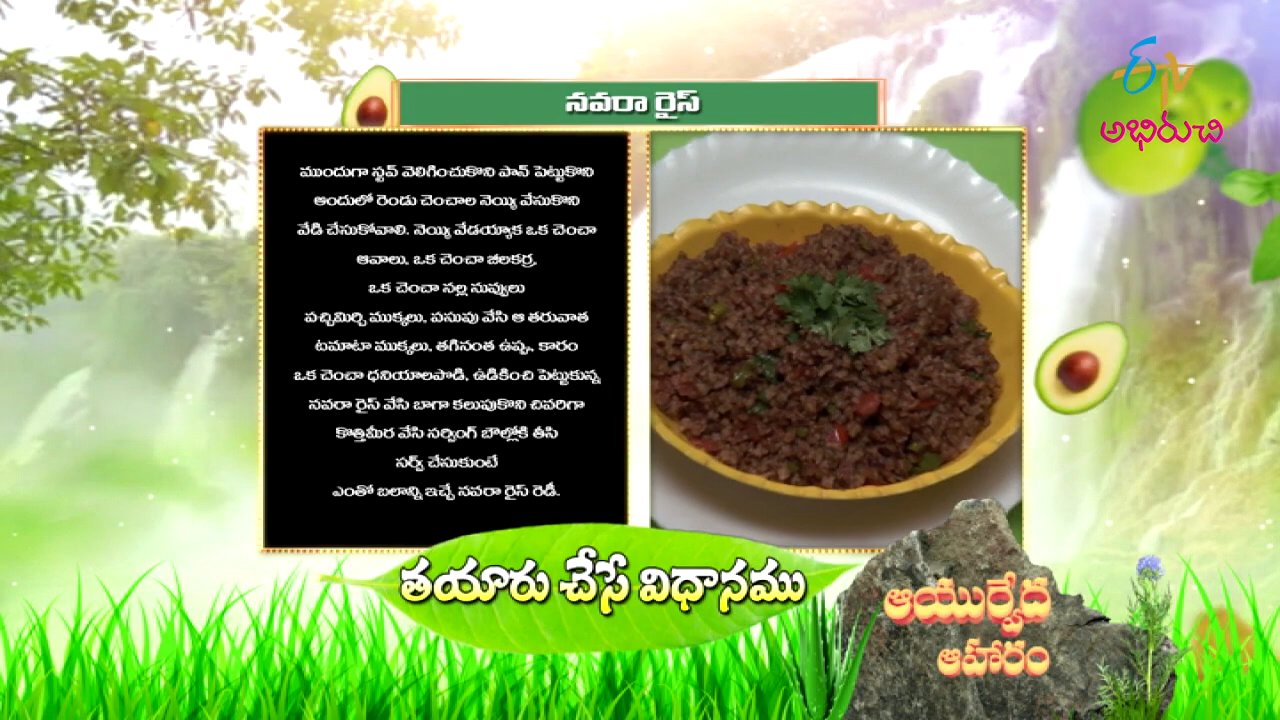 ETV
అభిరుచి
నవరా రైస్
ముందుగా స్టవ్ వెలిగించుకొని పాన్ పెట్టుకొని
అందులో రెండు చెంచాల నెయ్యి వేసుకొని
వేడి చేసుకోవాలి. నెయ్యి వేడయ్యాక ఒక చెంచా
ఆవాలు, ఒక చెంచా జీలకర్ర,
ఒక చెంచా నల్ల నువ్వులు
పచ్చిమిర్చి ముక్కలు, పసుపు వేసి ఆ తరువాత
టమాటా ముక్కలు, తగినంత ఉప్పు, కారం
ఒక చెంచా ధనియాలపొడి, ఉడికించి పెట్టుకున్న
నవరా రైస్ వేసి బాగా కలుపుకొని చివరిగా
కొత్తిమీర వేసి సర్వింగ్ బౌల్లోకి తీసి
సర్వ్ చేసుకుంటే
ఎంతో బలాన్ని ఇచ్చే నవరా రైస్ రెడీ.
తయారు చేసే విధానము
ఆయుర్వేద
ఆహారం